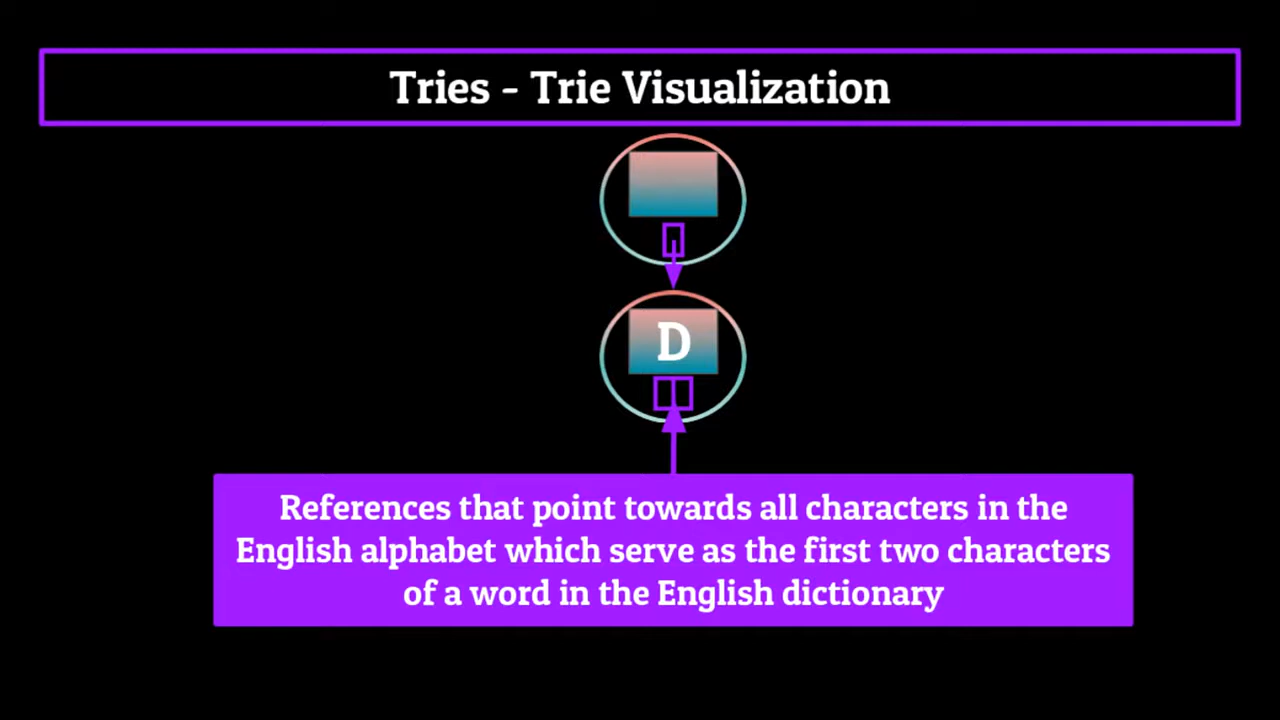 Tries - Trie Visualization
D
References that point towards all characters in the
English alphabet which serve as the first two characters
of a word in the English dictionary